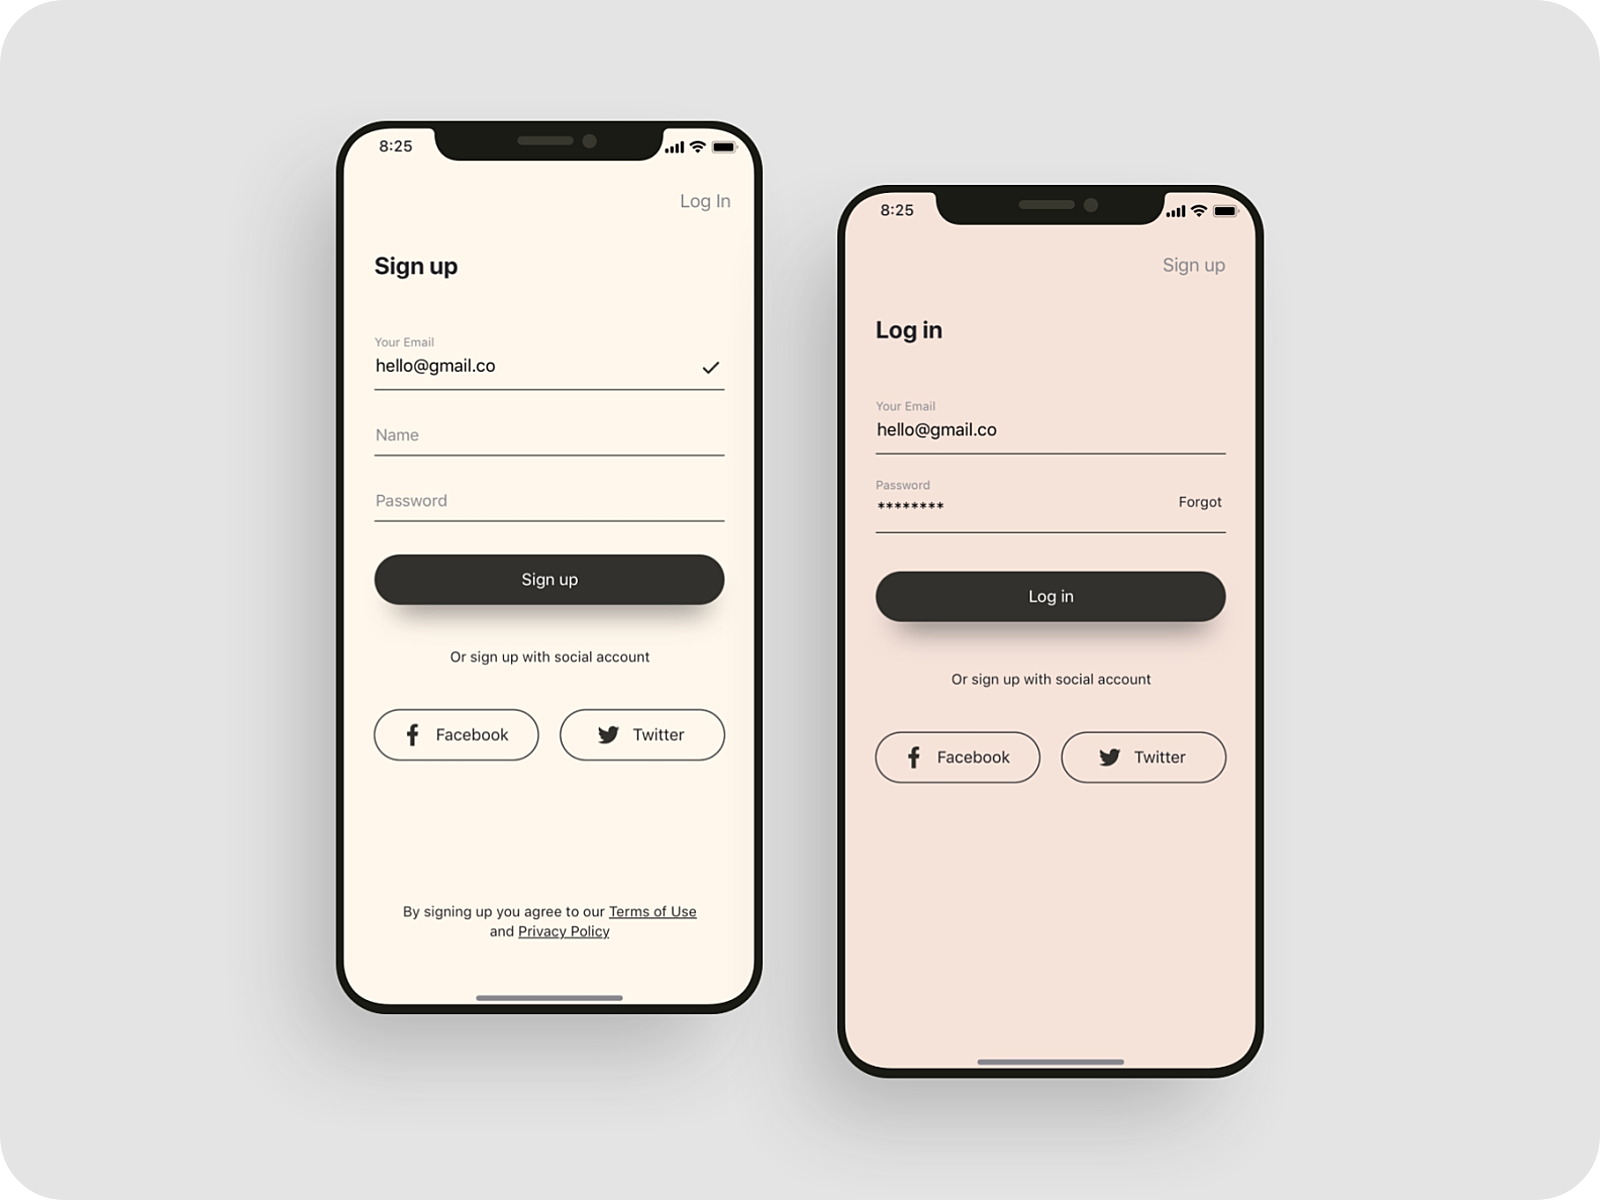 8:25
Log In
Sign up
Your Email
hello@gmail.co
Name
Password
Sign up
Or sign up with social account
Facebook
Twitter
By signing up you agree to our Terms of Use
and Privacy Policy
8:25
Sign up
Log in
Your Email
hello@gmail.co
Password
********
Forgot
Log in
Or sign up with social account
Facebook
Twitter